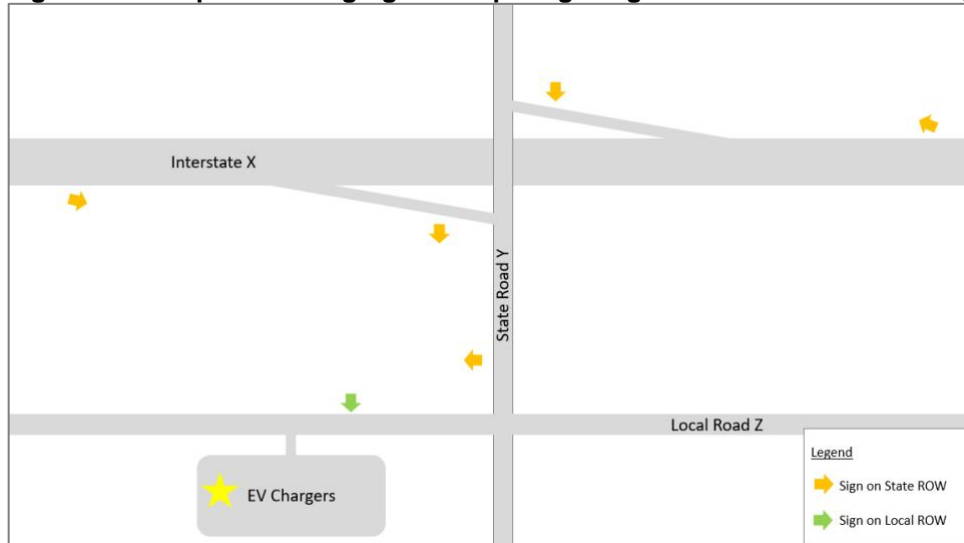 Interstate X
State Road Y
Local Road Z
EV Chargers
Legend
Sign on State ROW
Sign on Local ROW